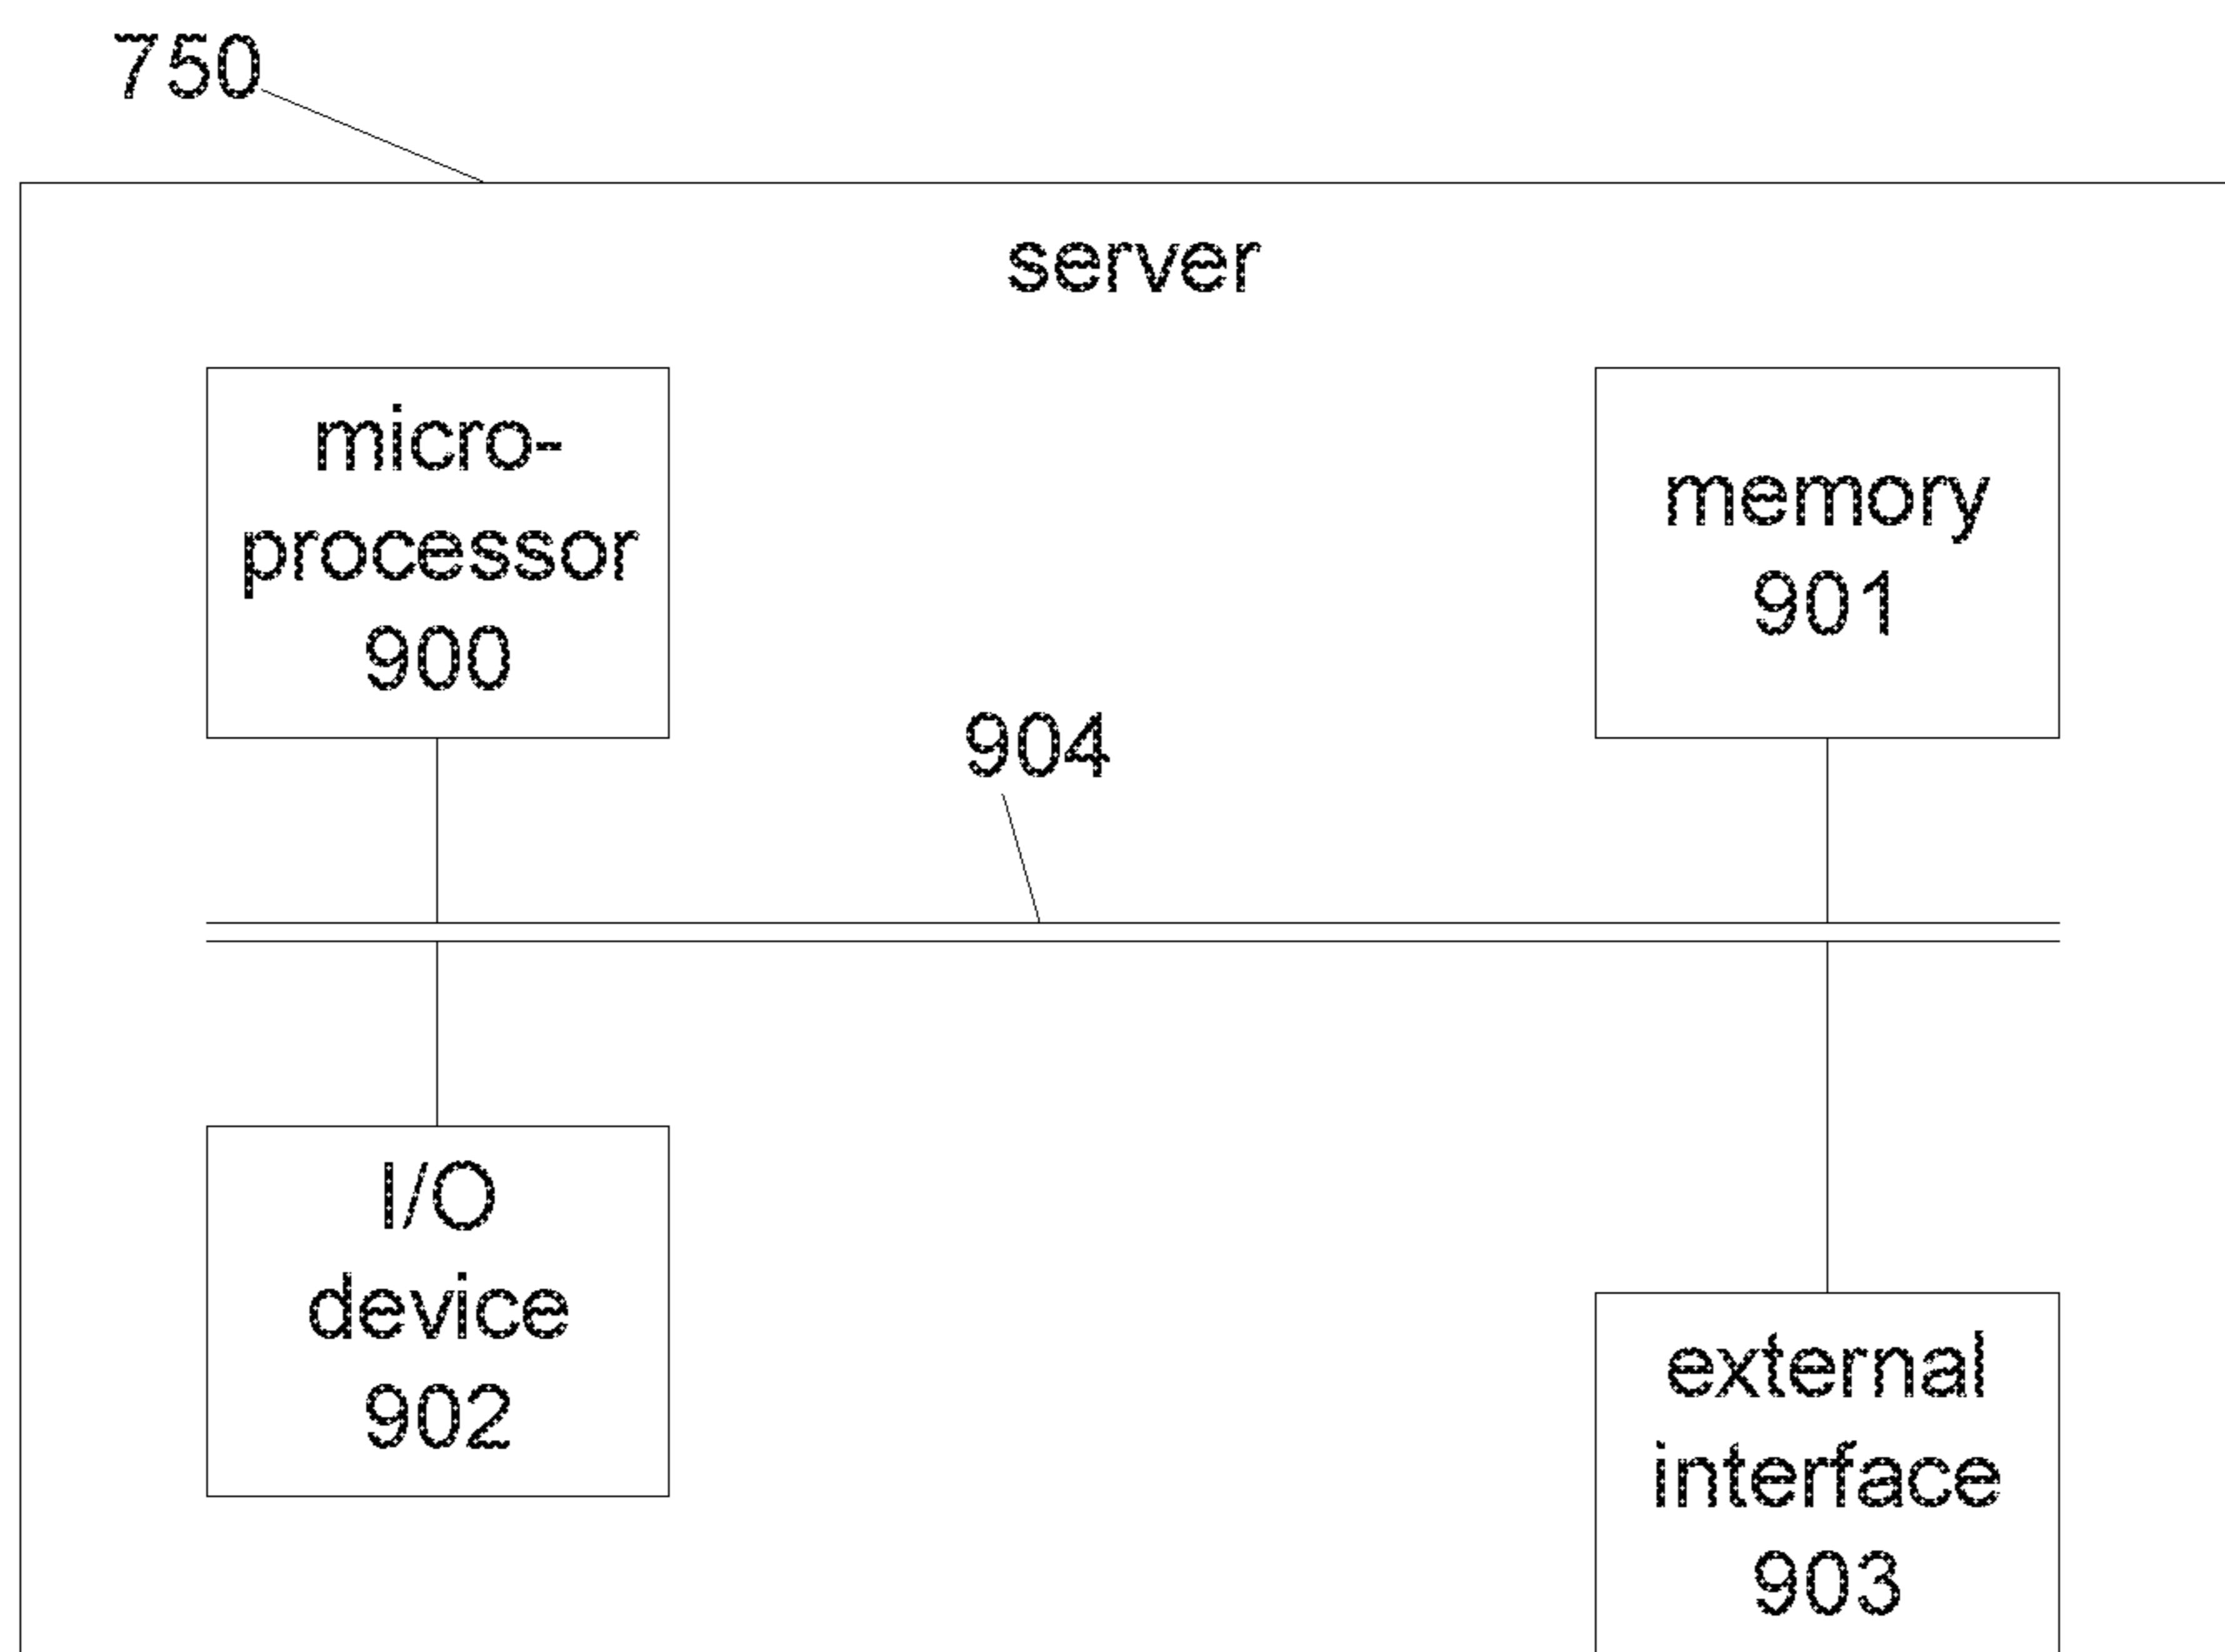 750
server
micro-
processor
900
memory
901
904
I/O
device
902
external
interface
903